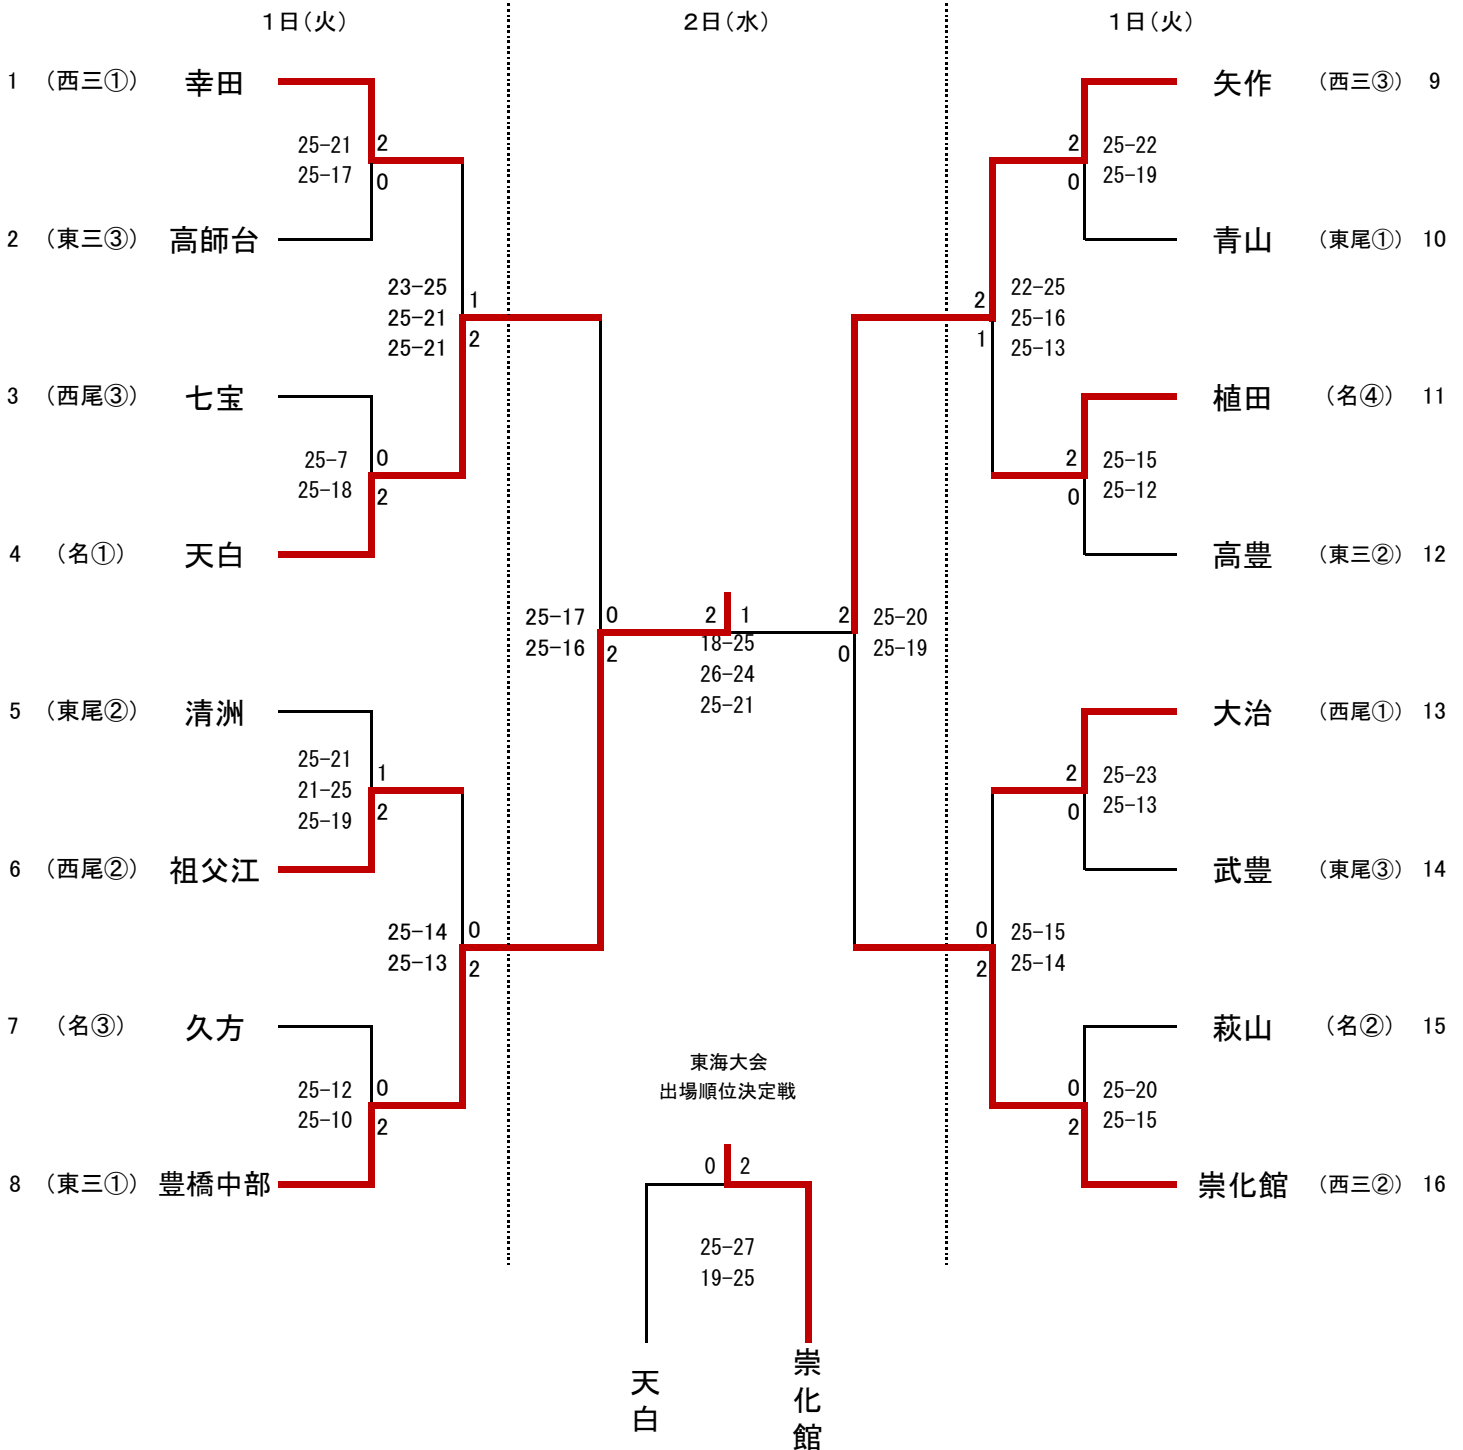 1日(火)
2日(水)
1日(火)
1 (西三①) 幸田
25-21 2
25-17 0
2 (東三③) 高師台
23-25 1
25-21
25-21 2
3 (西尾③) 七宝
25-7 0
25-18 2
4 (名①) 天白
25-17 0
25-16 2
5 (東尾②) 清洲
25-21 1
21-25
25-19 2
6 (西尾②) 祖父江
25-14 0
25-13 2
7 (名③) 久方
25-12 0
25-10 2
8 (東三①) 豊橋中部
2 1
18-25
26-24
25-21
矢作 (西三③) 9
2 25-22
0 25-19
青山 (東尾①) 10
2 22-25
25-16
1 25-13
植田 (名④) 11
2 25-15
0 25-12
高豊 (東三②) 12
2 25-20
0 25-19
大治 (西尾①) 13
2 25-23
0 25-13
武豊 (東尾③) 14
0 25-15
2 25-14
萩山 (名②) 15
0 25-20
2 25-15
崇化館 (西三②) 16
東海大会
出場順位決定戦
0 2
25-27
19-25
天白
崇化館